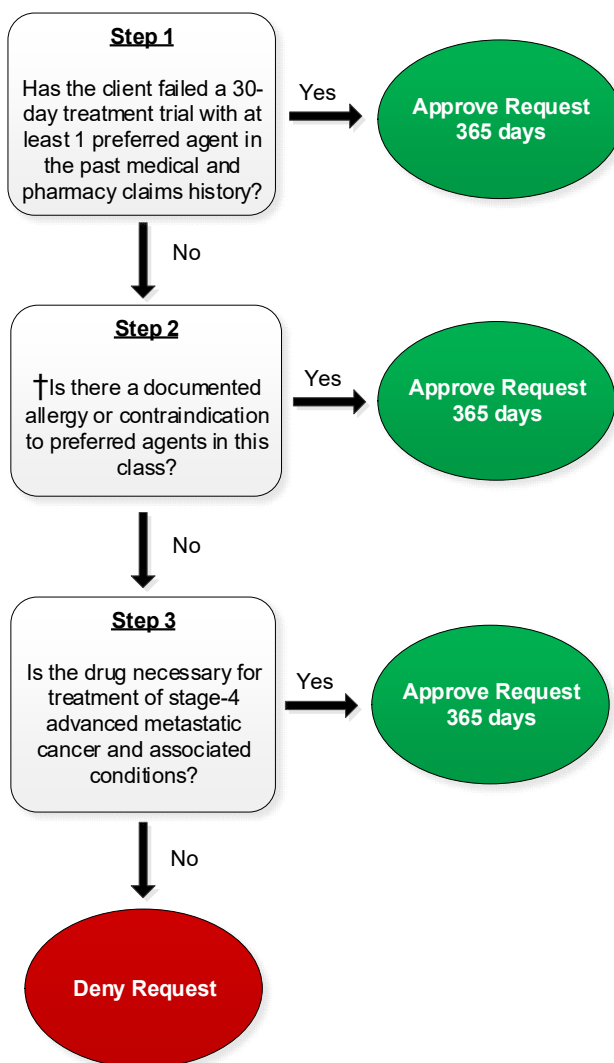 Step 1
Has the client failed a 30-
day treatment trial with at
least 1 preferred agent in
the past medical and
pharmacy claims history?
Yes
Approve Request
365 days
No
Step 2
†Is there a documented
allergy or contraindication
to preferred agents in this
class?
Yes
Approve Request
365 days
No
Step 3
Is the drug necessary for
treatment of stage-4
advanced metastatic
cancer and associated
conditions?
Yes
Approve Request
365 days
No
Deny Request